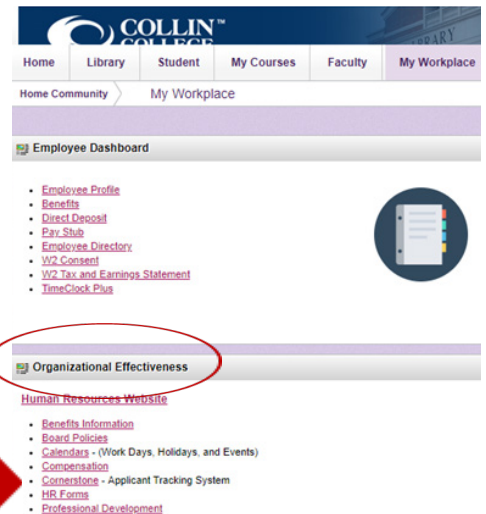 COLLIN™
COLLEGE
LIBRARY
Home Library Student My Courses Faculty My Workplace
Home Community My Workplace
Employee Dashboard
Employee Profile
Benefits
Direct Deposit
Pay Stub
Employee Directory
W2 Consent
W2 Tax and Earnings Statement
TimeClock Plus
Organizational Effectiveness
Human Resources Website
Benefits Information
Board Policies
Calendars - (Work Days, Holidays, and Events)
Compensation
Cornerstone - Applicant Tracking System
HR Forms
Professional Development